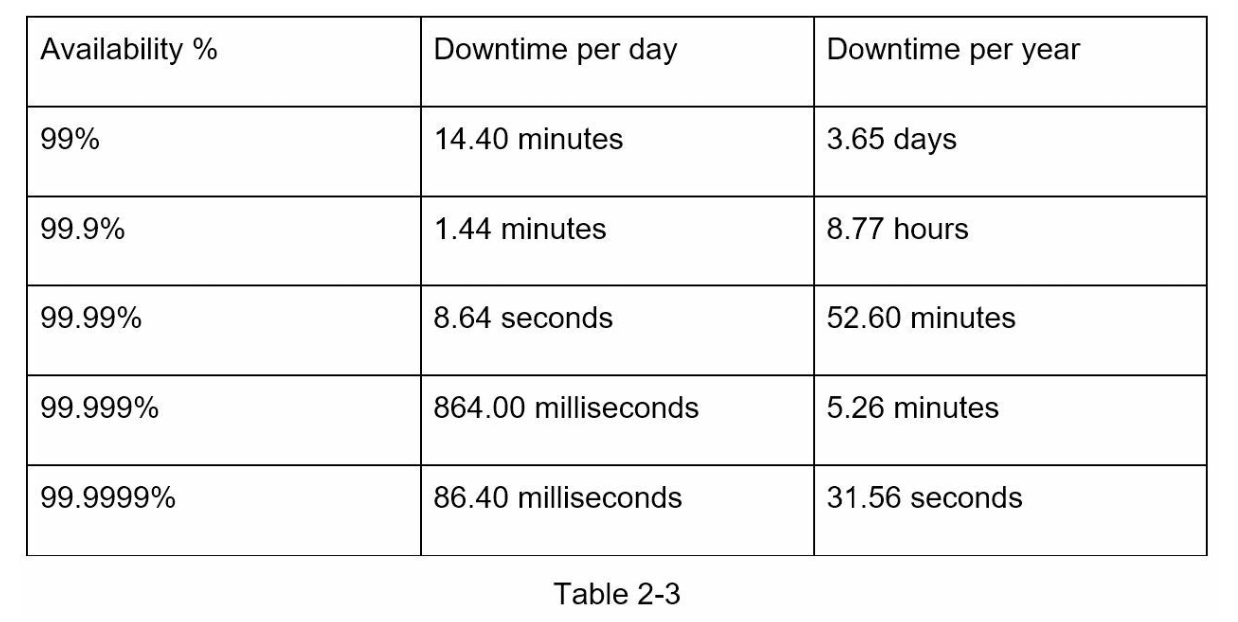 Availability % Downtime per day Downtime per year
99% 14.40 minutes 3.65 days
99.9% 1.44 minutes 8.77 hours
99.99% 8.64 seconds 52.60 minutes
99.999% 864.00 milliseconds 5.26 minutes
99.9999% 86.40 milliseconds 31.56 seconds
Table 2-3